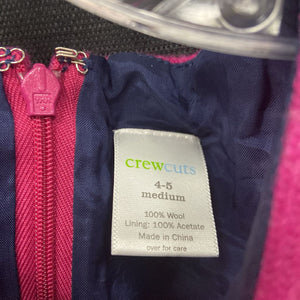 crewcuts
4-5
medium
100% Wool
Lining: 100% Acetate
Made in China
over for care